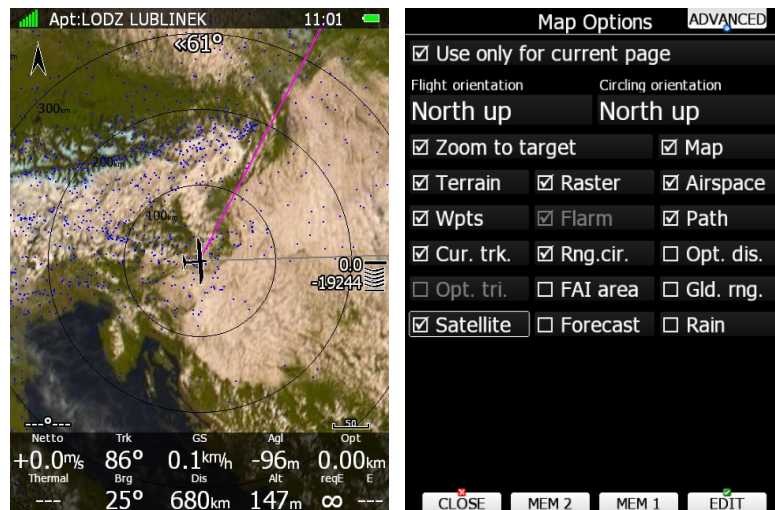 Apt:LODZ LUBLINEK 11:01
«61°
300km
200km
100km
0.0
-19244
---°---
50
Netto Trk GS Agl Opt
+0.0m/s 86° 0.1km/h -96m 0.00km
Thermal Brg Dis Alt reqE E
--- 25° 680km 147m ∞ ---
Map Options ADVANCED
Use only for current page
Flight orientation Circling orientation
North up North up
Zoom to target Map
Terrain Raster Airspace
Wpts Flarm Path
Cur. trk. Rng.cir. Opt. dis.
Opt. tri. FAI area Gld. rng.
Satellite Forecast Rain
CLOSE MEM 2 MEM 1 EDIT